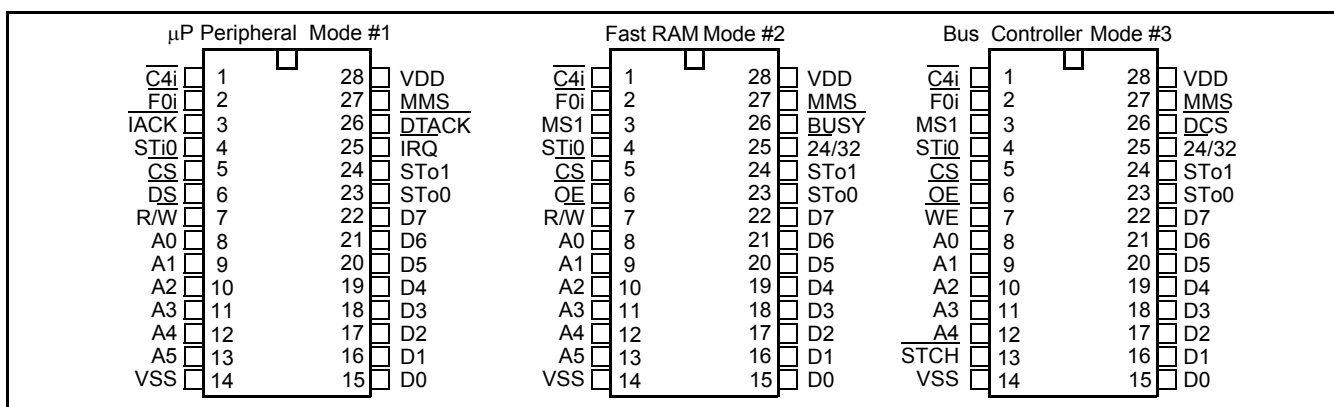 μP Peripheral Mode #1
C4i 1 28 VDD
F0i 2 27 MMS
IACK 3 26 DTACK
STi0 4 25 IRQ
CS 5 24 STo1
DS 6 23 STo0
R/W 7 22 D7
A0 8 21 D6
A1 9 20 D5
A2 10 19 D4
A3 11 18 D3
A4 12 17 D2
A5 13 16 D1
VSS 14 15 D0
Fast RAM Mode #2
C4i 1 28 VDD
F0i 2 27 MMS
MS1 3 26 BUSY
STi0 4 25 24/32
CS 5 24 STo1
OE 6 23 STo0
R/W 7 22 D7
A0 8 21 D6
A1 9 20 D5
A2 10 19 D4
A3 11 18 D3
A4 12 17 D2
A5 13 16 D1
VSS 14 15 D0
Bus Controller Mode #3
C4i 1 28 VDD
F0i 2 27 MMS
MS1 3 26 DCS
STi0 4 25 24/32
CS 5 24 STo1
OE 6 23 STo0
WE 7 22 D7
A0 8 21 D6
A1 9 20 D5
A2 10 19 D4
A3 11 18 D3
A4 12 17 D2
STCH 13 16 D1
VSS 14 15 D0